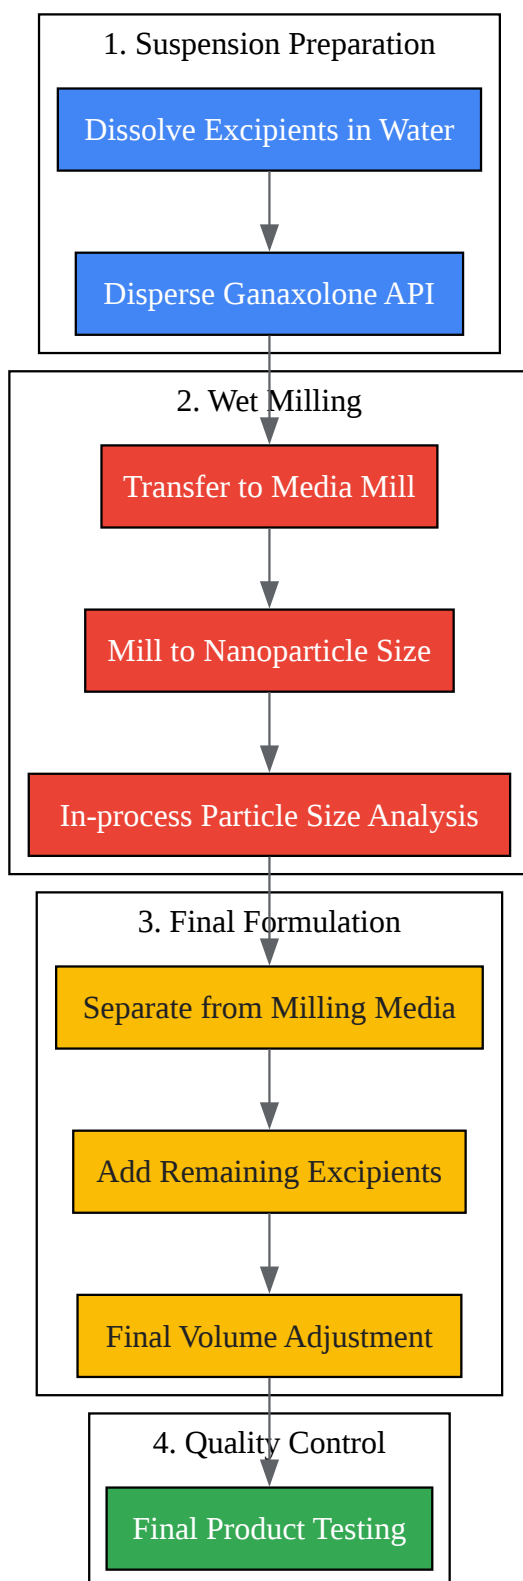 1. Suspension Preparation
Dissolve Excipients in Water
Disperse Ganaxolone API
2. Wet Milling
Transfer to Media Mill
Mill to Nanoparticle Size
In-process Particle Size Analysis
3. Final Formulation
Separate from Milling Media
Add Remaining Excipients
Final Volume Adjustment
4. Quality Control
Final Product Testing